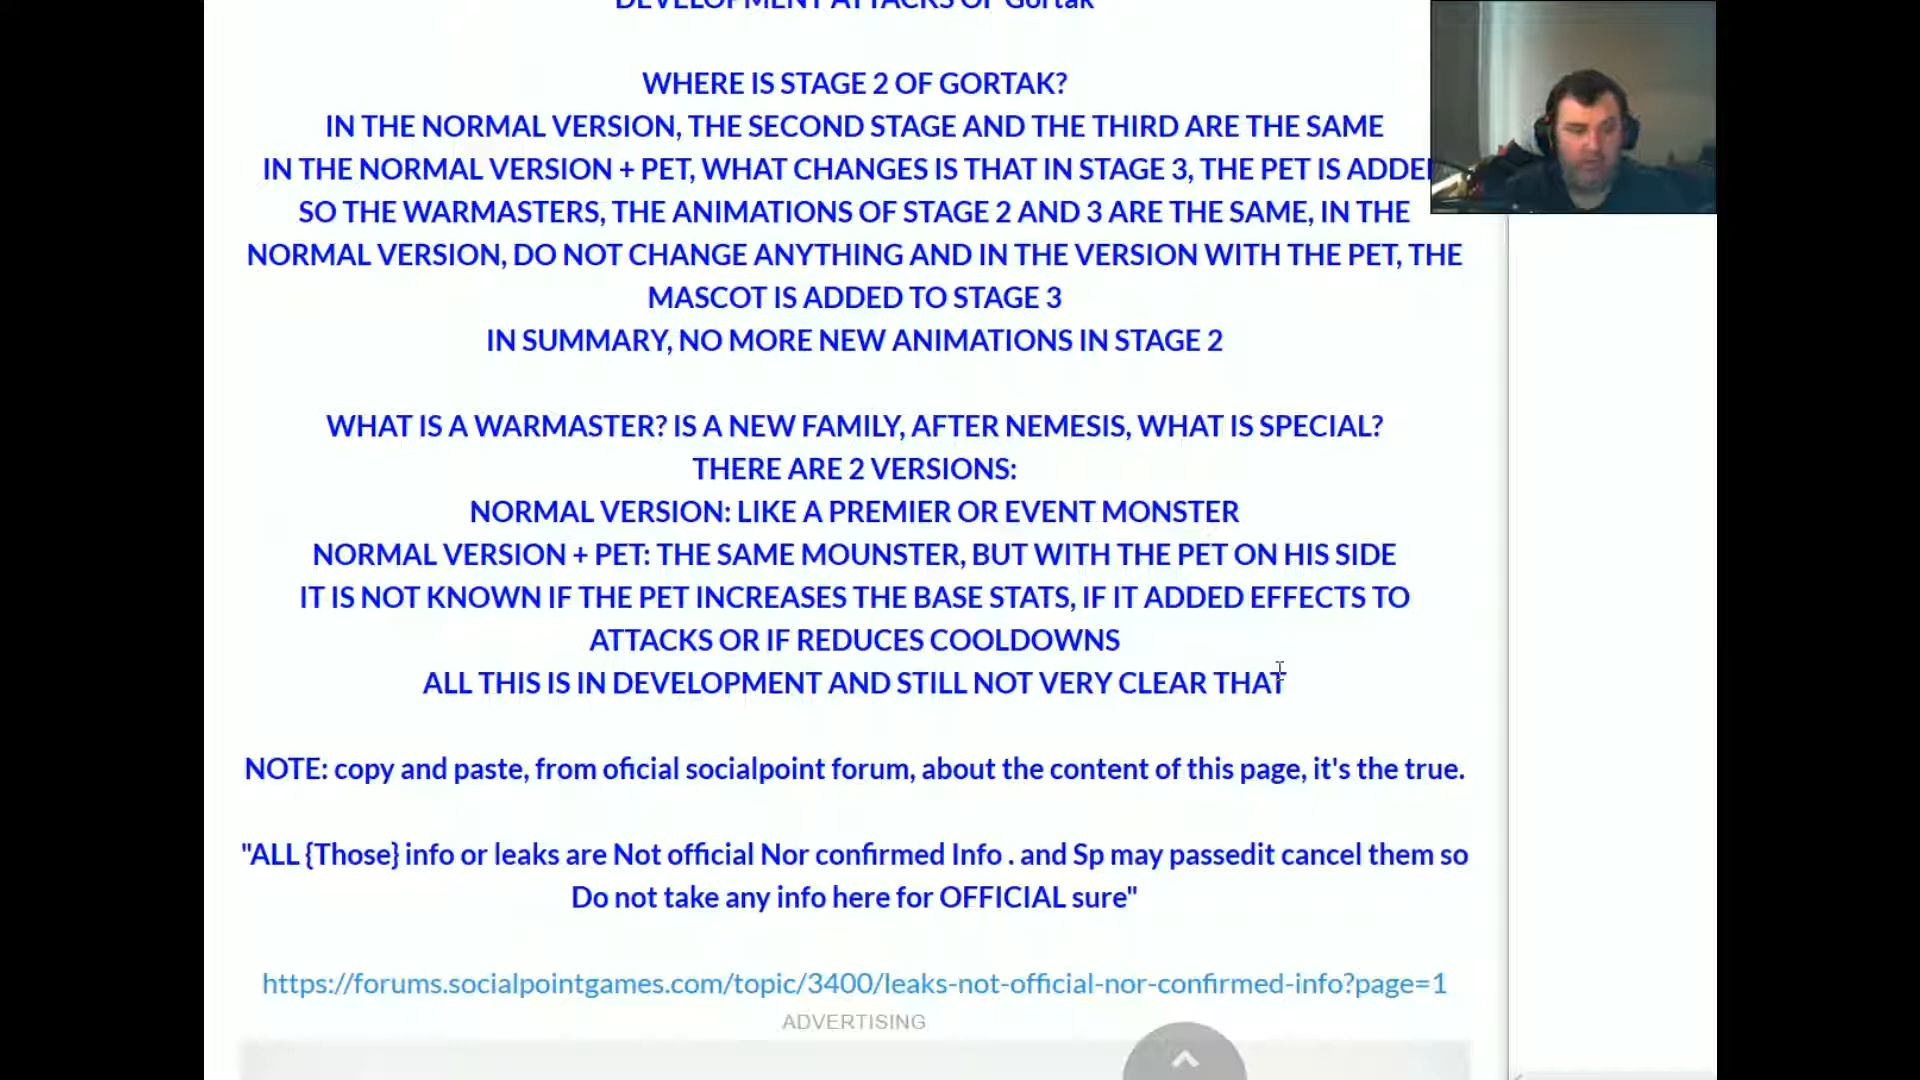 DEVELOPMENT ATTACKS OF Gortak
WHERE IS STAGE 2 OF GORTAK?
IN THE NORMAL VERSION, THE SECOND STAGE AND THE THIRD ARE THE SAME
IN THE NORMAL VERSION + PET, WHAT CHANGES IS THAT IN STAGE 3, THE PET IS ADDE
SO THE WARMASTERS, THE ANIMATIONS OF STAGE 2 AND 3 ARE THE SAME, IN THE
NORMAL VERSION, DO NOT CHANGE ANYTHING AND IN THE VERSION WITH THE PET, THE
MASCOT IS ADDED TO STAGE 3
IN SUMMARY, NO MORE NEW ANIMATIONS IN STAGE 2
WHAT IS A WARMASTER? IS A NEW FAMILY, AFTER NEMESIS, WHAT IS SPECIAL?
THERE ARE 2 VERSIONS:
NORMAL VERSION: LIKE A PREMIER OR EVENT MONSTER
NORMAL VERSION + PET: THE SAME MOUNSTER, BUT WITH THE PET ON HIS SIDE
IT IS NOT KNOWN IF THE PET INCREASES THE BASE STATS, IF IT ADDED EFFECTS TO
ATTACKS OR IF REDUCES COOLDOWNS
ALL THIS IS IN DEVELOPMENT AND STILL NOT VERY CLEAR THAT
NOTE: copy and paste, from oficial socialpoint forum, about the content of this page, it's the true.
"ALL {Those} info or leaks are Not official Nor confirmed Info . and Sp may passedit cancel them so
Do not take any info here for OFFICIAL sure"
https://forums.socialpointgames.com/topic/3400/leaks-not-official-nor-confirmed-info?page=1
ADVERTISING